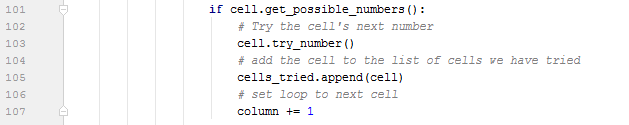 101 if cell.get_possible_numbers():
102 # Try the cell's next number
103 cell.try_number()
104 # add the cell to the list of cells we have tried
105 cells_tried.append(cell)
106 # set loop to next cell
107 column += 1